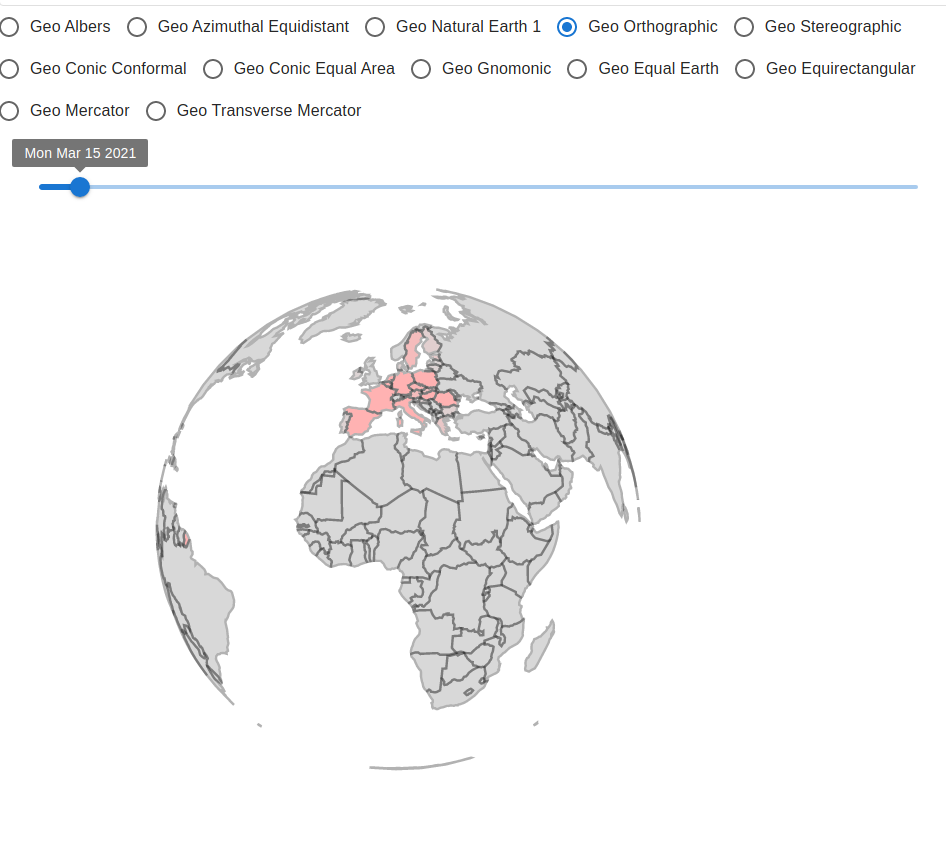 Geo Albers Geo Azimuthal Equidistant Geo Natural Earth 1 Geo Orthographic Geo Stereographic
Geo Conic Conformal Geo Conic Equal Area Geo Gnomonic Geo Equal Earth Geo Equirectangular
Geo Mercator Geo Transverse Mercator
Mon Mar 15 2021